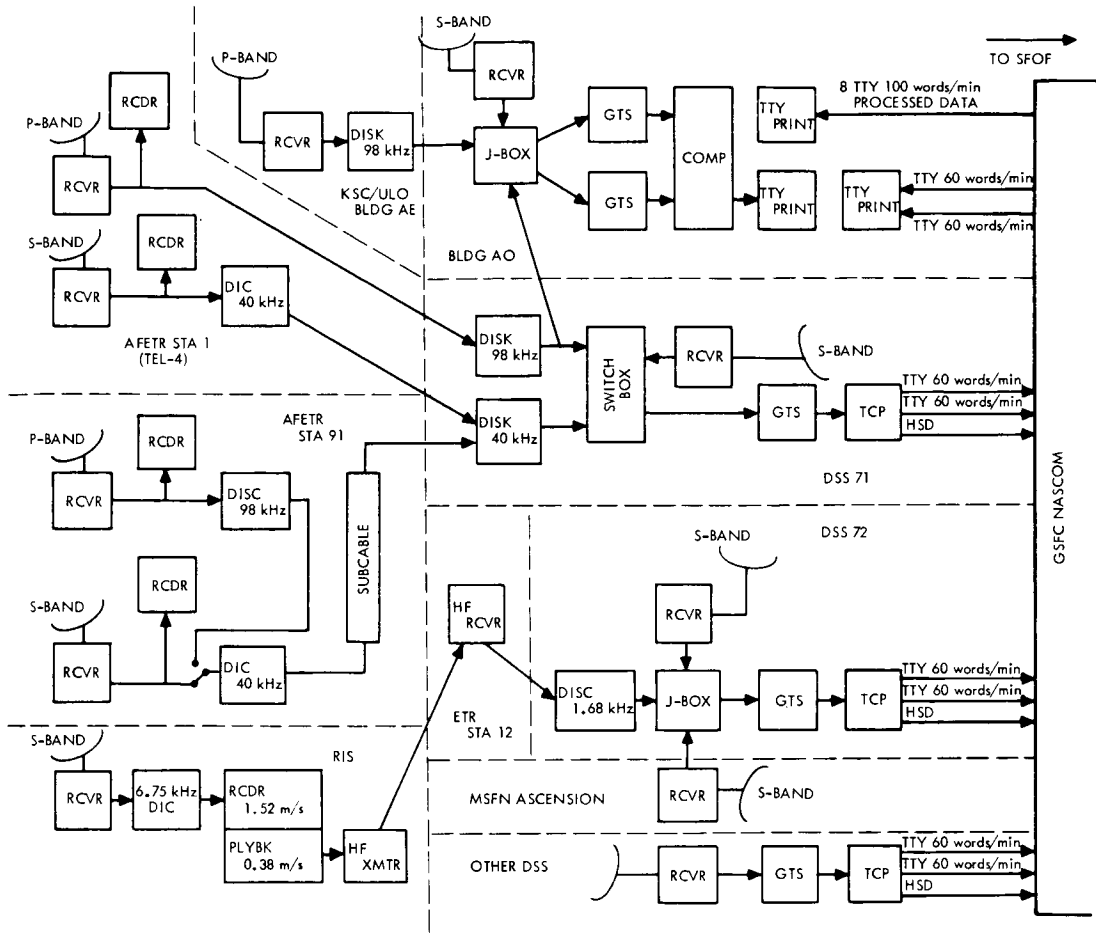 S-BAND
TO SFOF
P-BAND
RCVR
8 TTY 100 words/min
PROCESSED DATA
RCDR
GTS
TTY
PRINT
P-BAND
RCVR
DISK
98 kHz
J-BOX
COMP
RCVR
KSC/ULO
BLDG AE
TTY 60 words/min
GTS
TTY
PRINT
TTY
PRINT
TTY 60 words/min
S-BAND
RCDR
BLDG AO
RCVR
DIC
40 kHz
AFETR STA 1
(TEL-4)
DISK
98 kHz
SWITCH
BOX
RCVR
S-BAND
TTY 60 words/min
AFETR
STA 91
DISK
40 kHz
GTS
TCP
TTY 60 words/min
HSD
P-BAND
RCDR
DSS 71
RCVR
DISC
98 kHz
GSFC NASCOM
SUBCABLE
DSS 72
S-BAND
RCDR
HF
RCVR
RCVR
S-BAND
RCVR
DIC
40 kHz
TTY 60 words/min
DISC
1.68 kHz
J-BOX
GTS
TCP
TTY 60 words/min
HSD
ETR
STA 12
S-BAND
RIS
RCVR
6.75 kHz
DIC
RCDR
1.52 m/s
MSFN ASCENSION
RCVR
S-BAND
PLYBK
0.38 m/s
HF
XMTR
TTY 60 words/min
OTHER DSS
RCVR
GTS
TCP
TTY 60 words/min
HSD